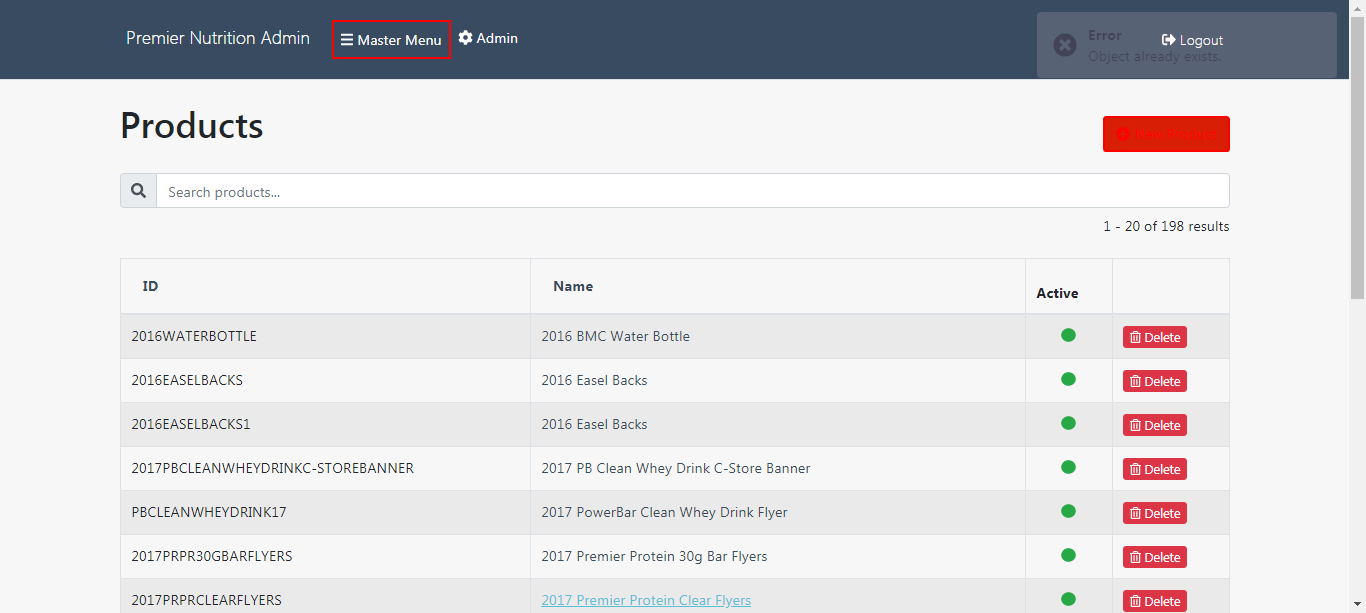 Premier Nutrition Admin Master Menu Admin Logout
Error
Object already exists.
Products
Search products...
1 - 20 of 198 results
ID Name Active
2016WATERBOTTLE 2016 BMC Water Bottle Delete
2016EASELBACKS 2016 Easel Backs Delete
2016EASELBACKS1 2016 Easel Backs Delete
2017PBCLEANWHEYDRINKC-STOREBANNER 2017 PB Clean Whey Drink C-Store Banner Delete
PBCLEANWHEYDRINK17 2017 PowerBar Clean Whey Drink Flyer Delete
2017PRPR30GBARFLYERS 2017 Premier Protein 30g Bar Flyers Delete
2017PRPRCLEARFLYERS 2017 Premier Protein Clear Flyers Delete